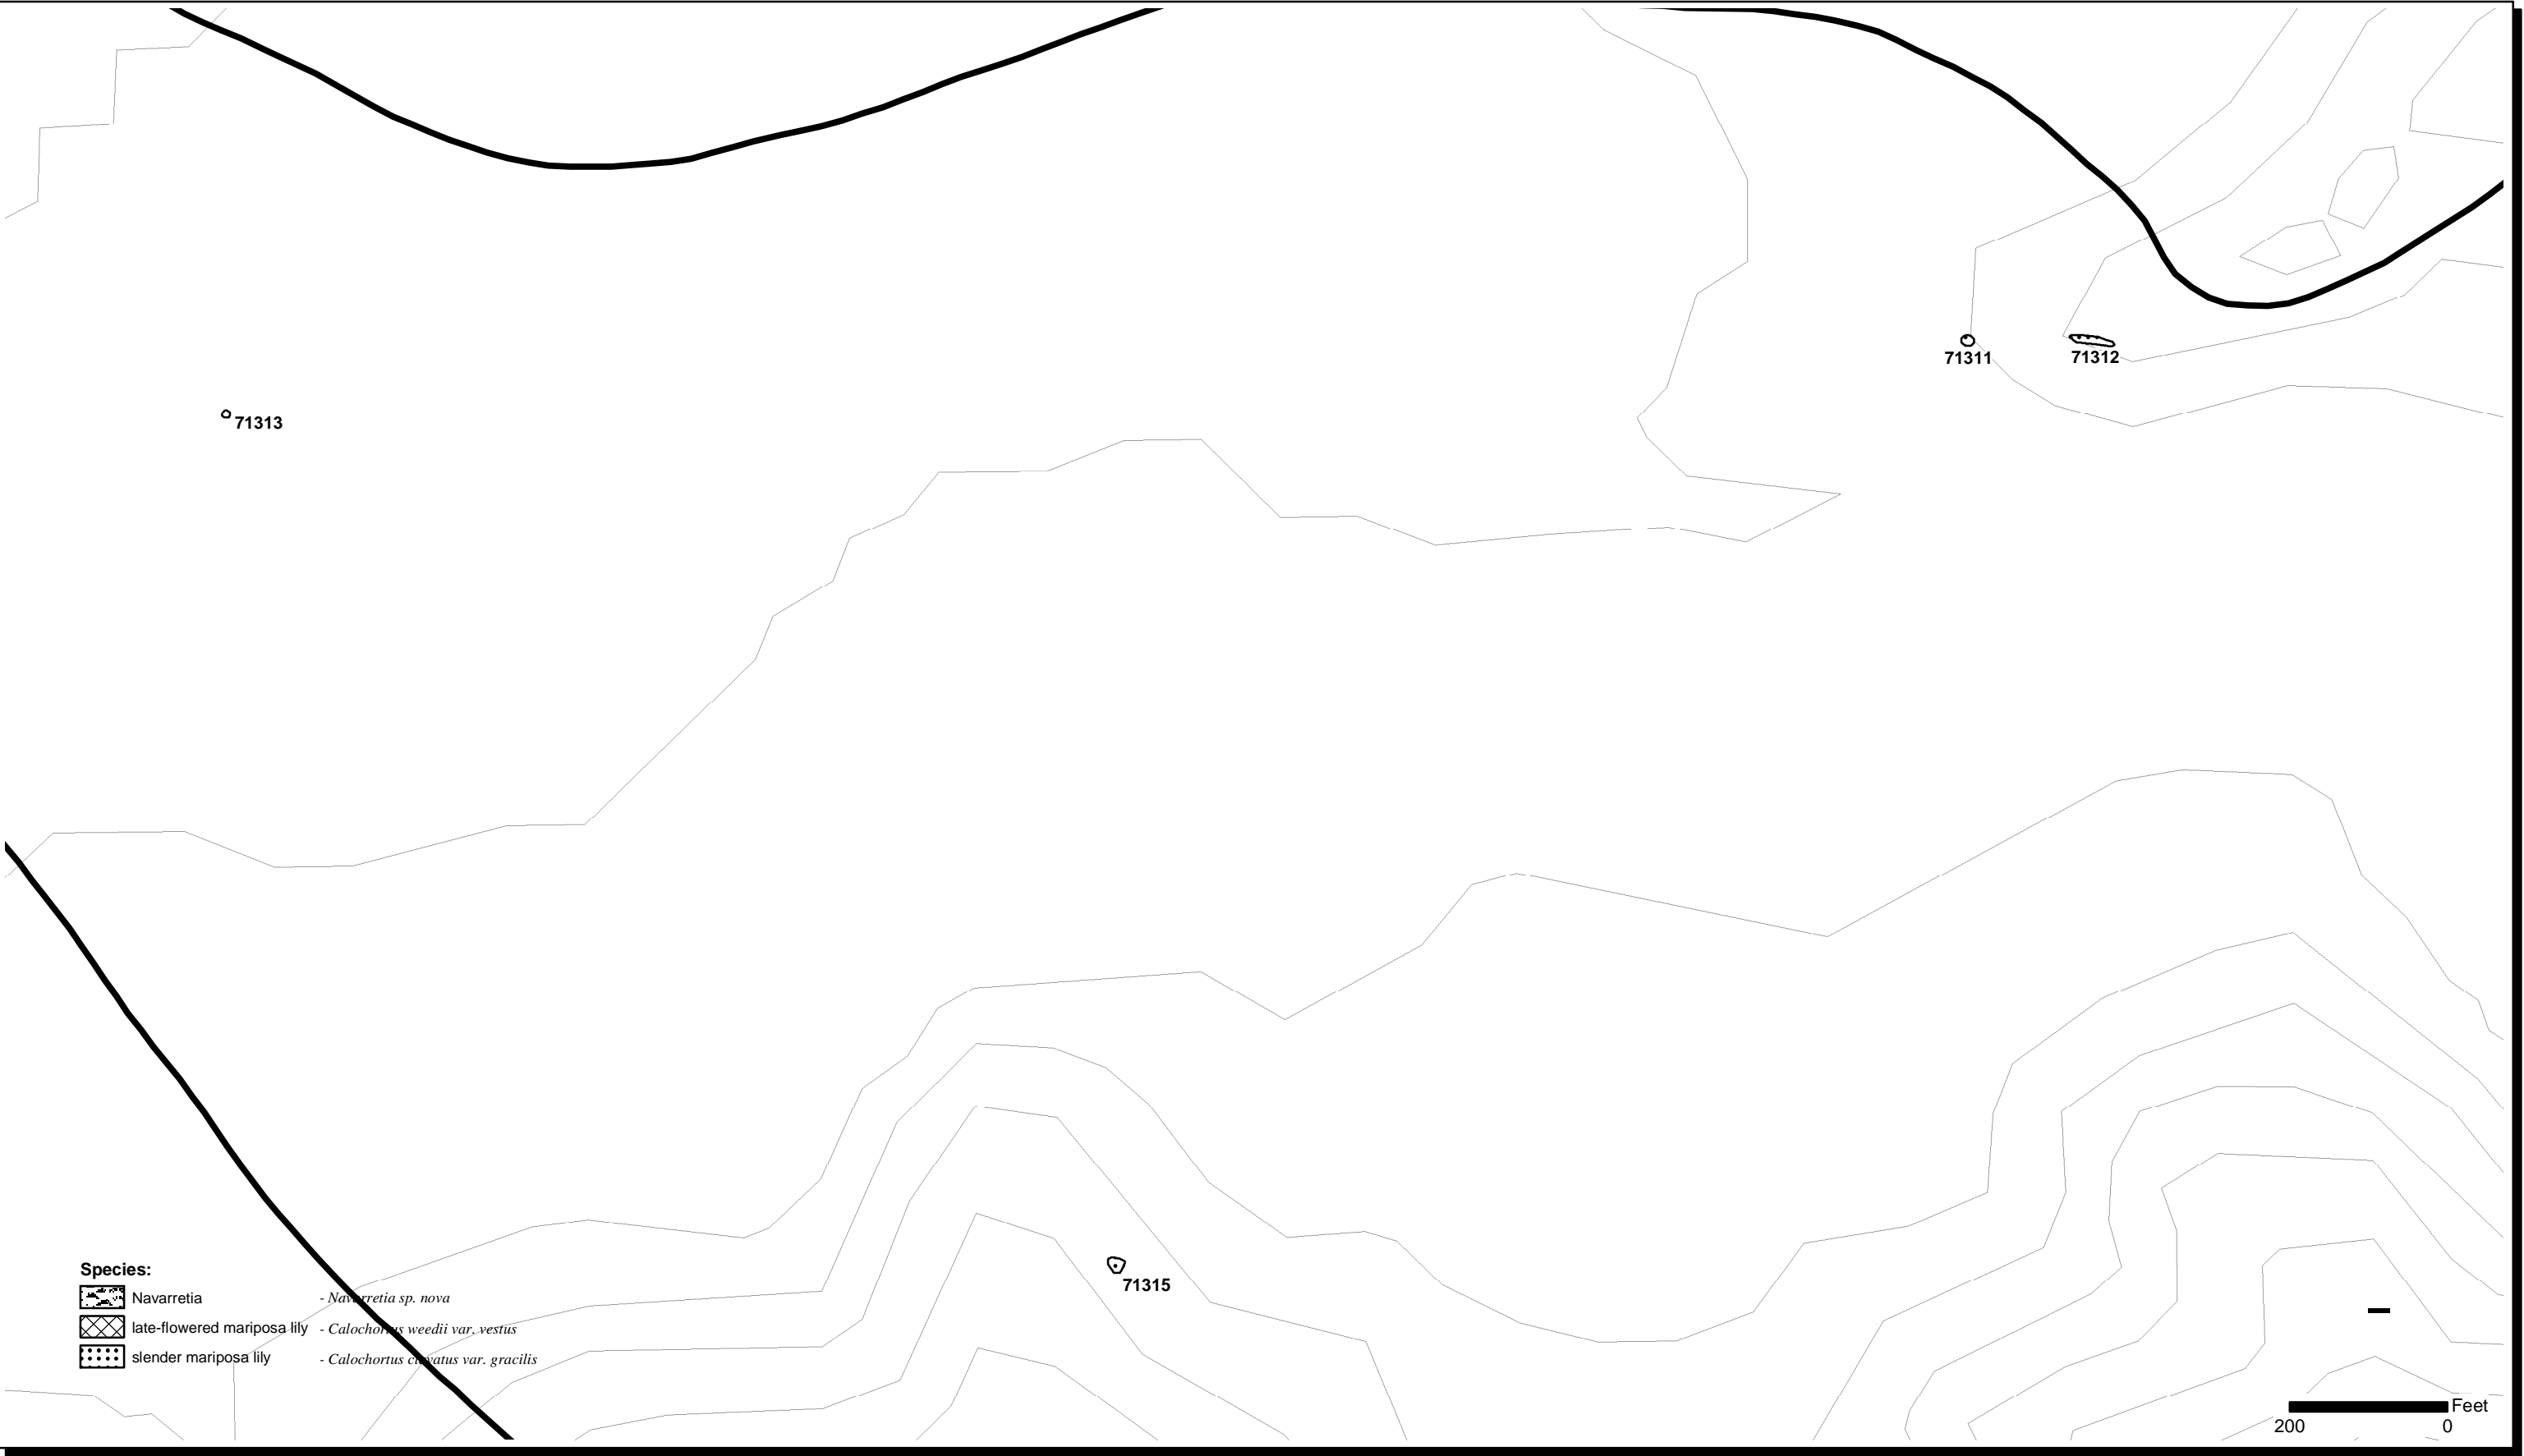 71311
71312
71313
71315
Species:
Navarretia - Navarretia sp. nova
late-flowered mariposa lily - Calochortus weedii var. vestus
slender mariposa lily - Calochortus clavatus var. gracilis
Feet
200 0